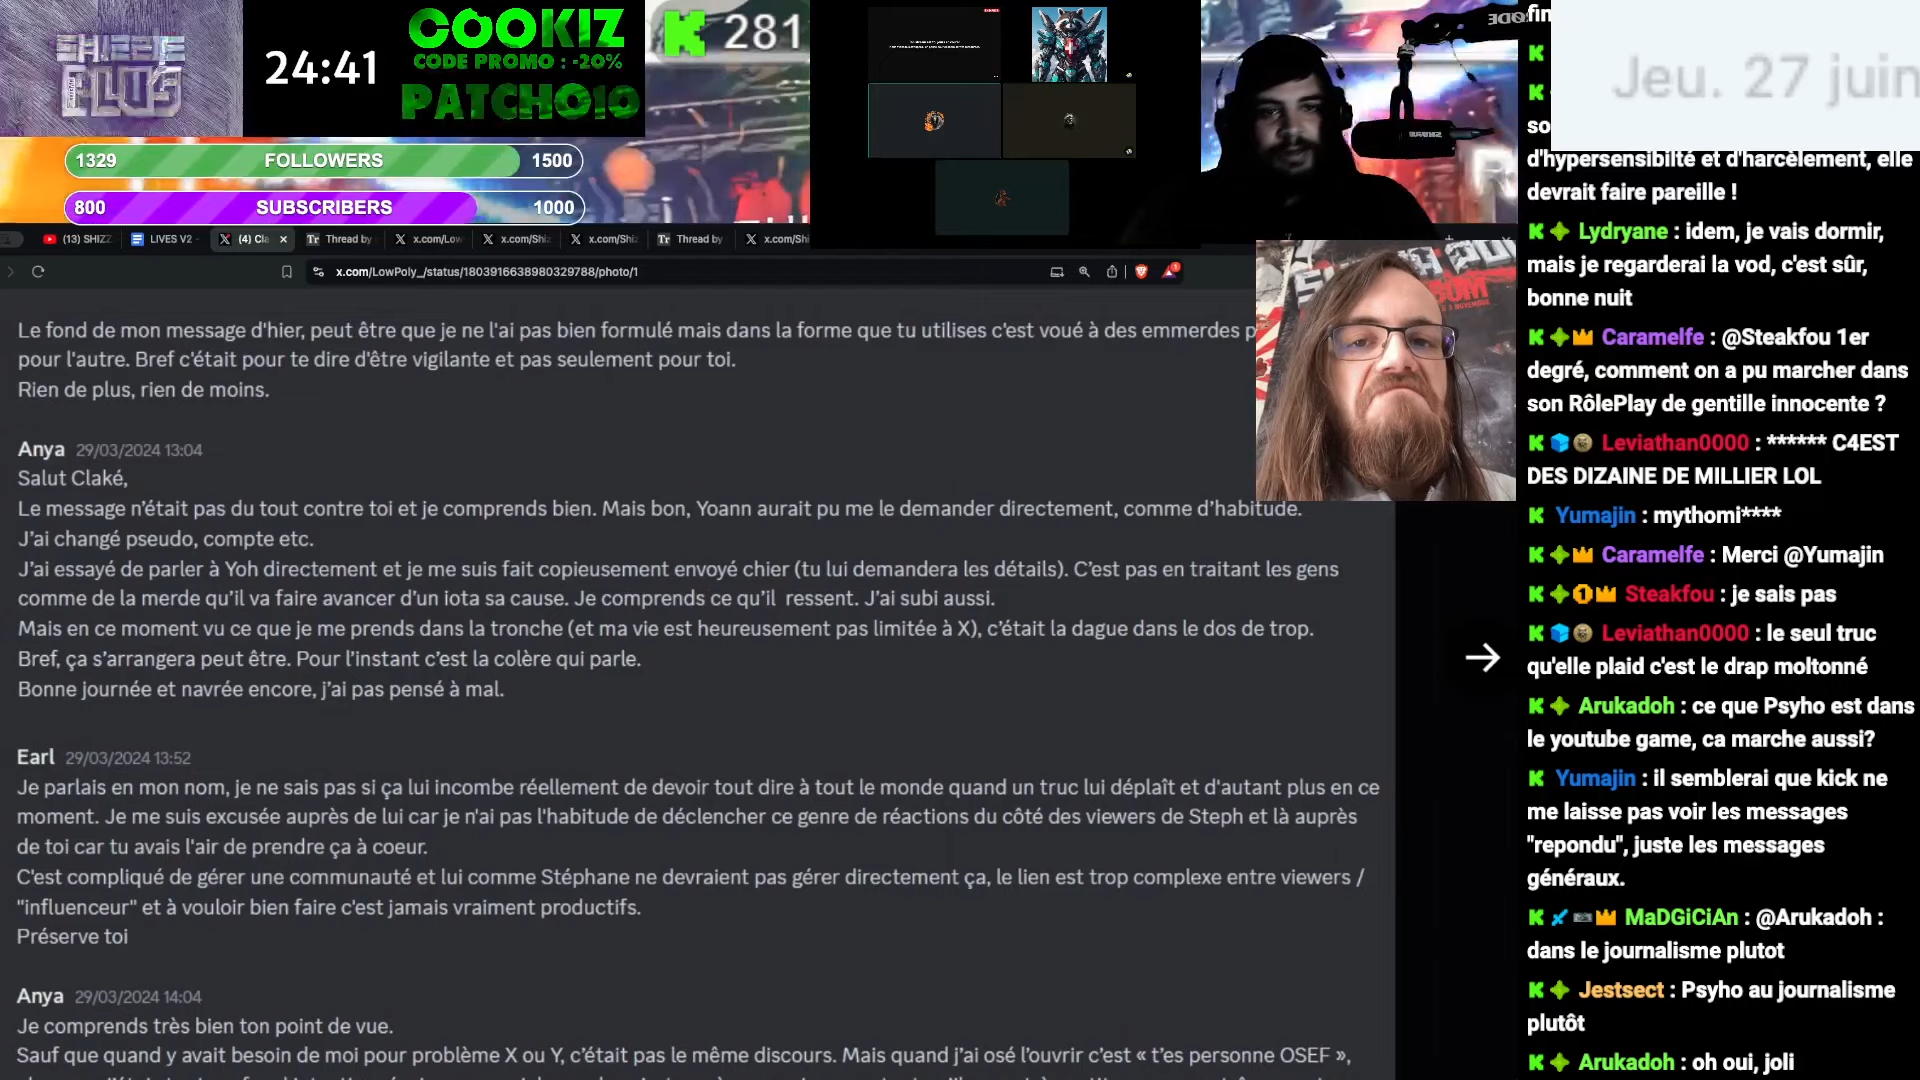 24:41
COOKIZ
CODE PROMO : -20%
PATCHO10
281
1329 FOLLOWERS 1500
800 SUBSCRIBERS 1000
Jeu. 27 juin
(13) SHIZZ
LIVES V2 -
(4) Cla
Thread by
x.com/Low
x.com/Shiz
x.com/Shiz
Thread by
x.com/Shi
x.com/LowPoly_/status/1803916638980329788/photo/1
Le fond de mon message d'hier, peut être que je ne l'ai pas bien formulé mais dans la forme que tu utilises c'est voué à des emmerdes p
pour l'autre. Bref c'était pour te dire d'être vigilante et pas seulement pour toi.
Rien de plus, rien de moins.
Anya 29/03/2024 13:04
Salut Claké,
Le message n’était pas du tout contre toi et je comprends bien. Mais bon, Yoann aurait pu me le demander directement, comme d’habitude.
J’ai changé pseudo, compte etc.
J’ai essayé de parler à Yoh directement et je me suis fait copieusement envoyé chier (tu lui demandera les détails). C’est pas en traitant les gens
comme de la merde qu’il va faire avancer d’un iota sa cause. Je comprends ce qu’il ressent. J’ai subi aussi.
Mais en ce moment vu ce que je me prends dans la tronche (et ma vie est heureusement pas limitée à X), c’était la dague dans le dos de trop.
Bref, ça s’arrangera peut être. Pour l’instant c’est la colère qui parle.
Bonne journée et navrée encore, j’ai pas pensé à mal.
Earl 29/03/2024 13:52
Je parlais en mon nom, je ne sais pas si ça lui incombe réellement de devoir tout dire à tout le monde quand un truc lui déplaît et d'autant plus en ce
moment. Je me suis excusée auprès de lui car je n'ai pas l'habitude de déclencher ce genre de réactions du côté des viewers de Steph et là auprès
de toi car tu avais l'air de prendre ça à coeur.
C'est compliqué de gérer une communauté et lui comme Stéphane ne devraient pas gérer directement ça, le lien est trop complexe entre viewers /
"influenceur" et à vouloir bien faire c'est jamais vraiment productifs.
Préserve toi
Anya 29/03/2024 14:04
Je comprends très bien ton point de vue.
Sauf que quand y avait besoin de moi pour problème X ou Y, c’était pas le même discours. Mais quand j’ai osé l’ouvrir c’est « t’es personne OSEF »,
fin
so
d'hypersensibilté et d'harcèlement, elle
devrait faire pareille !
Lydryane : idem, je vais dormir,
mais je regarderai la vod, c'est sûr,
bonne nuit
Caramelfe : @Steakfou 1er
degré, comment on a pu marcher dans
son RôlePlay de gentille innocente ?
Leviathan0000 : ****** C4EST
DES DIZAINE DE MILLIER LOL
Yumajin : mythomi****
Caramelfe : Merci @Yumajin
Steakfou : je sais pas
Leviathan0000 : le seul truc
qu'elle plaid c'est le drap moltonné
Arukadoh : ce que Psyho est dans
le youtube game, ca marche aussi?
Yumajin : il semblerai que kick ne
me laisse pas voir les messages
"repondu", juste les messages
généraux.
MaDGiCiAn : @Arukadoh :
dans le journalisme plutot
Jestsect : Psyho au journalisme
plutôt
Arukadoh : oh oui, joli